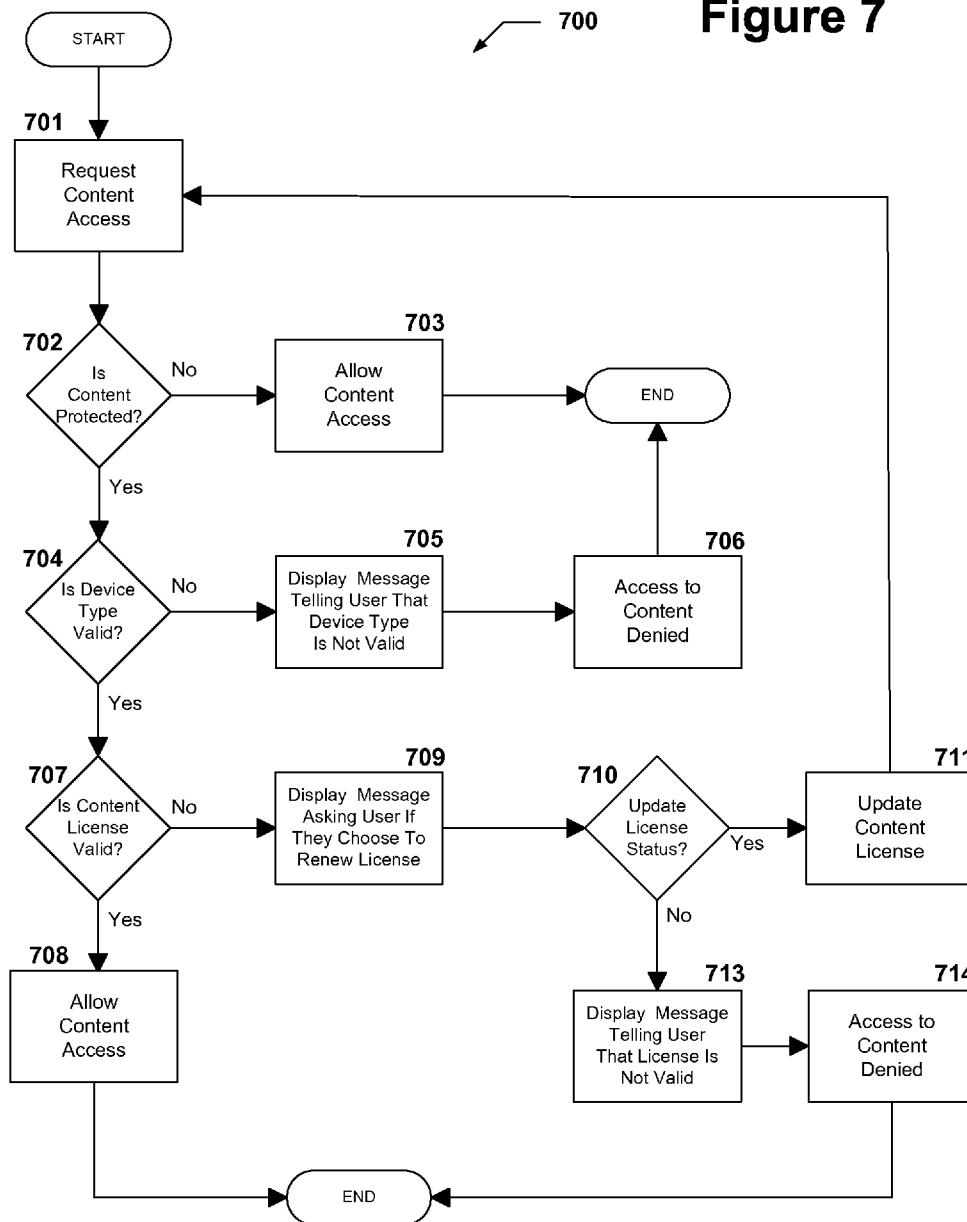 Figure 7
700
START
701
Request
Content
Access
702
Is
Content
Protected?
No
703
Allow
Content
Access
END
Yes
704
Is Device
Type
Valid?
No
705
Display Message
Telling User That
Device Type
Is Not Valid
706
Access to
Content
Denied
Yes
707
Is Content
License
Valid?
No
709
Display Message
Asking User If
They Choose To
Renew License
710
Update
License
Status?
Yes
711
Update
Content
License
Yes
No
708
Allow
Content
Access
713
Display Message
Telling User
That License Is
Not Valid
714
Access to
Content
Denied
END